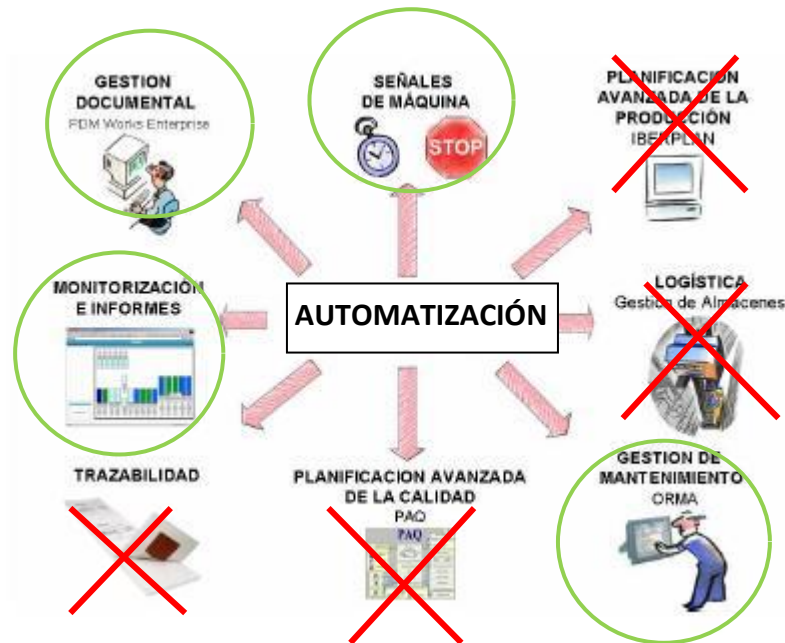 GESTION
DOCUMENTAL
PDM Works Enterprise
SEÑALES
DE MÁQUINA
STOP
PLANIFICACION
AVANZADA DE LA
PRODUCCIÓN
IBERPLAN
MONITORIZACIÓN
E INFORMES
AUTOMATIZACIÓN
LOGÍSTICA
Gestión de Almacenes
TRAZABILIDAD
PLANIFICACION AVANZADA
DE LA CALIDAD
PAQ
PAQ
GESTION DE
MANTENIMIENTO
ORMA